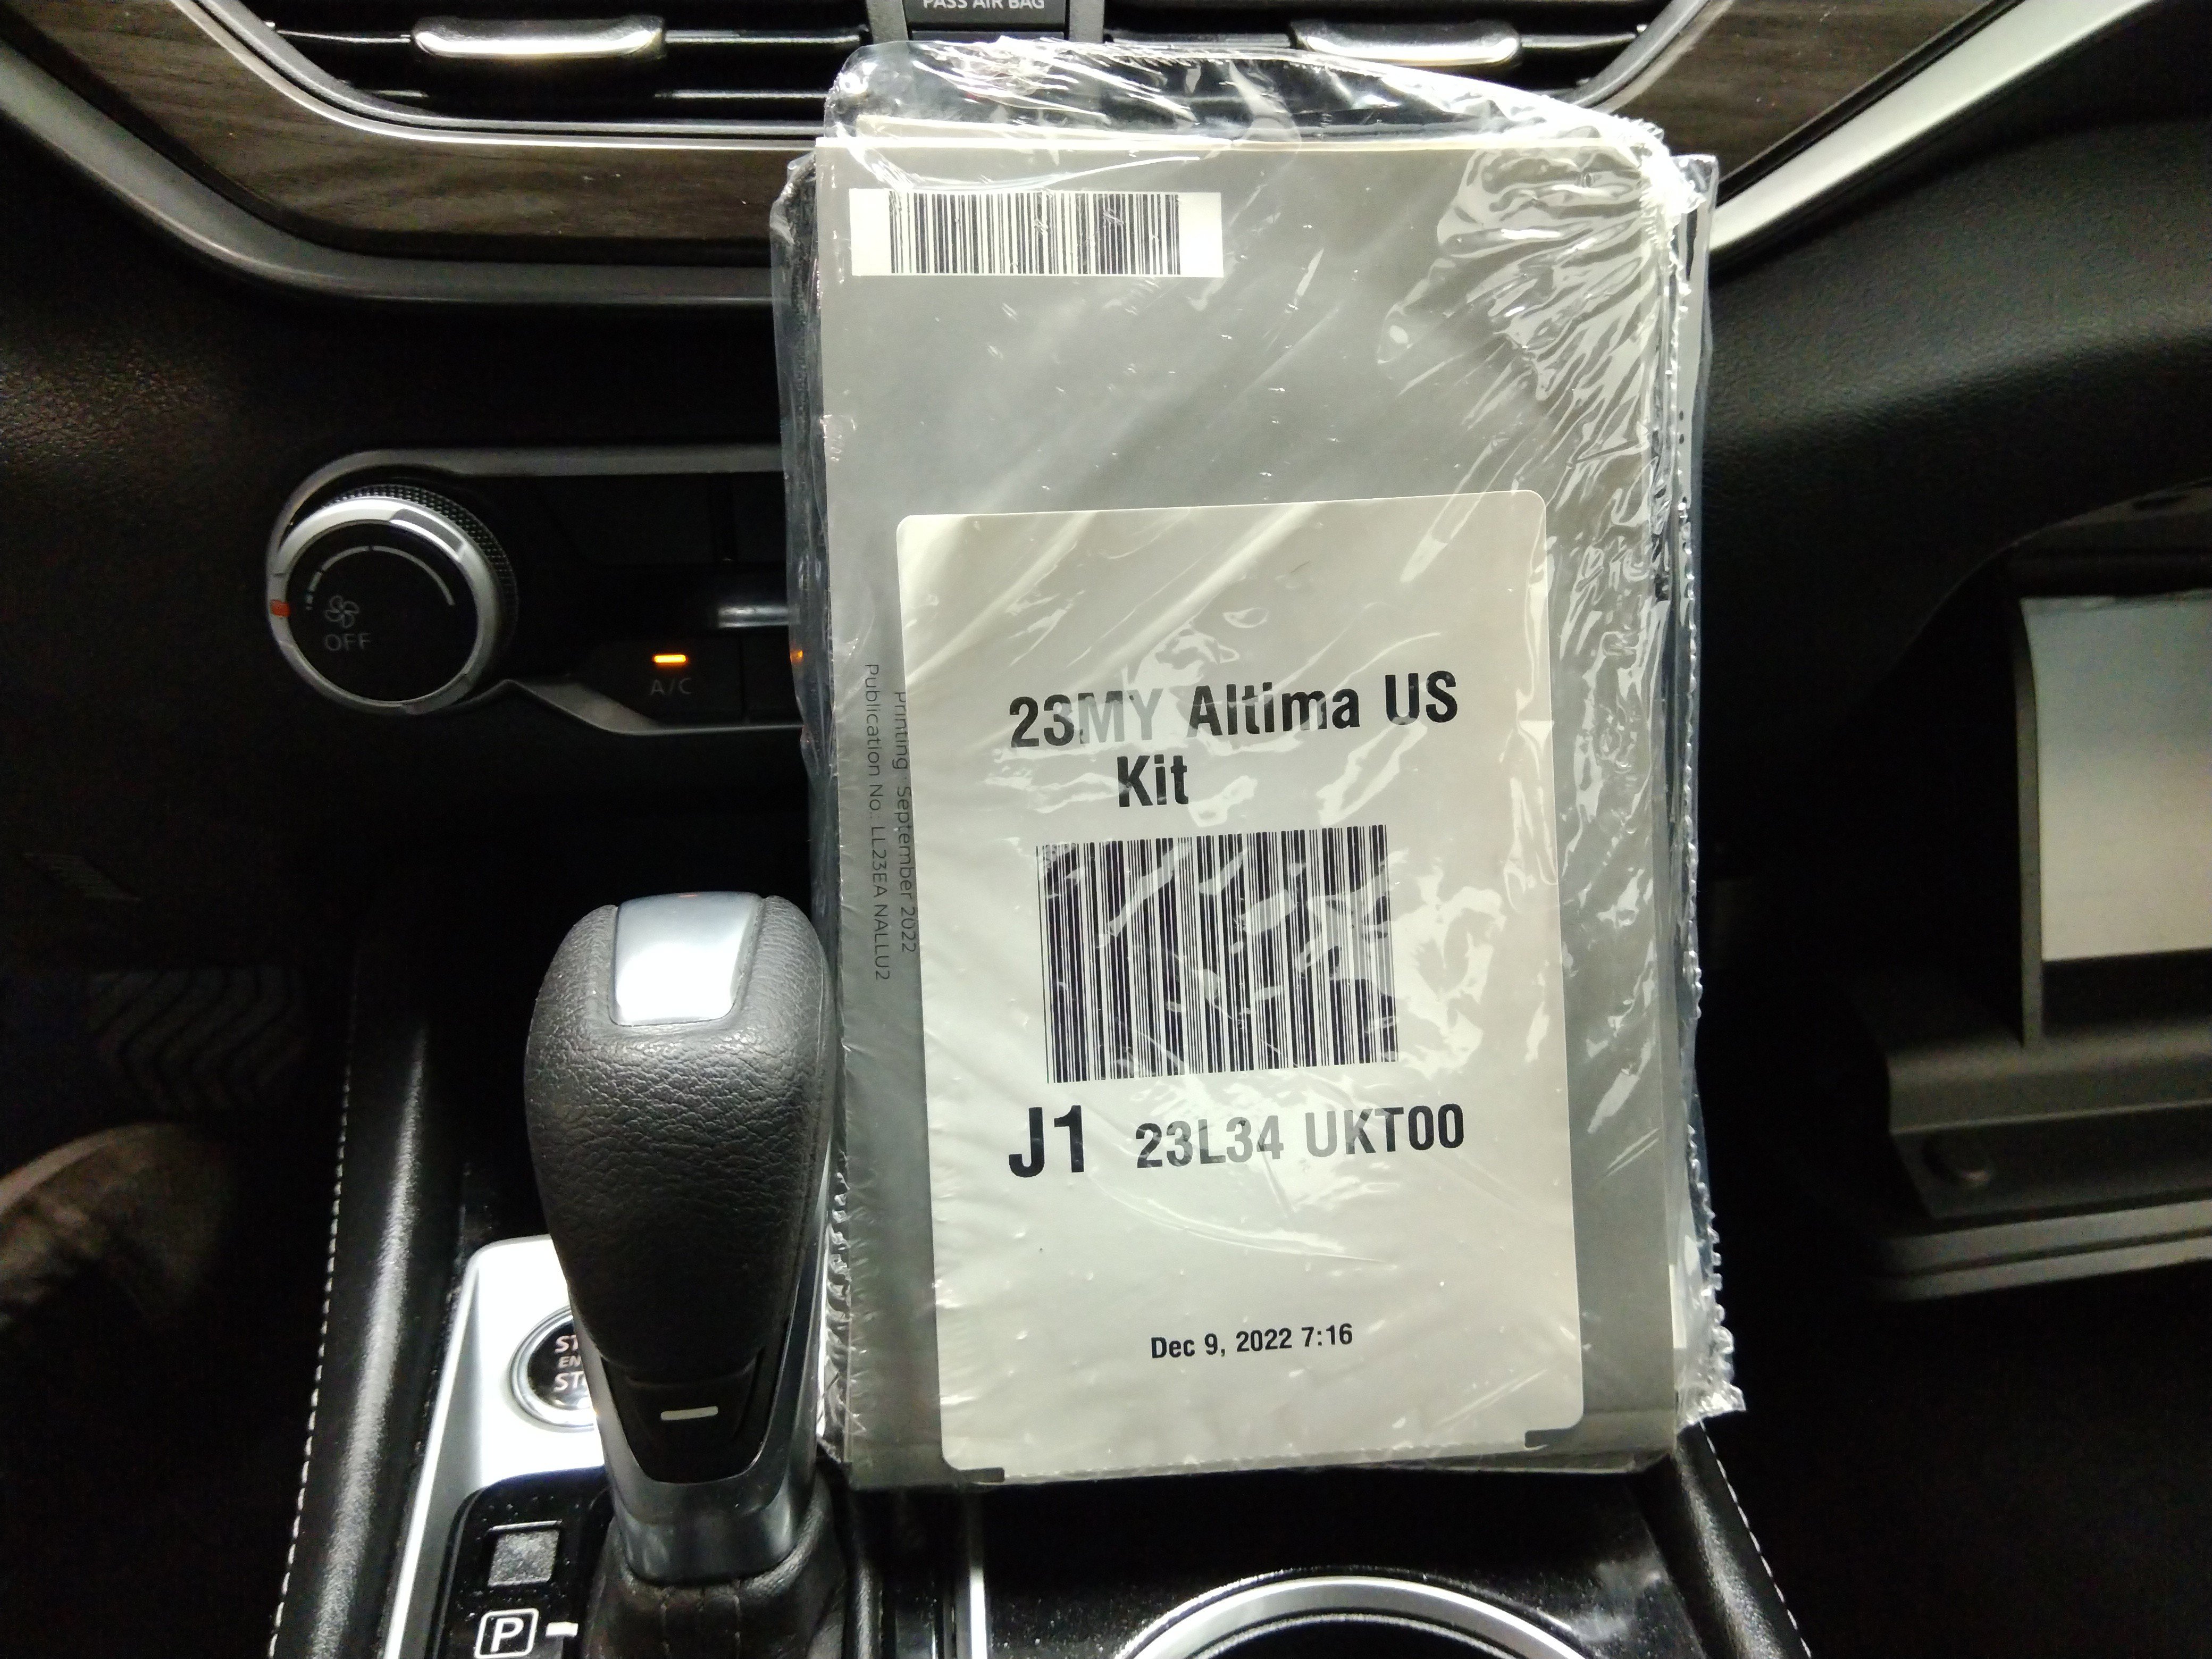 PASS AIR BAG
OFF
A/C
Printing : September 2022
Publication No.: LL23EA NALLU2
23MY Altima US
Kit
J1 23L34 UKT00
Dec 9, 2022 7:16
P